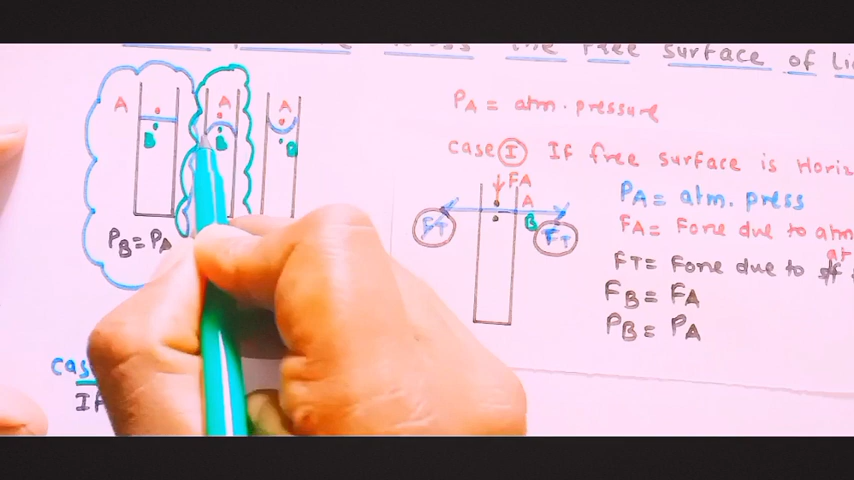 the Free surface of
A A A
B B B
PB = PA
PA = atm. pressure
case I If free surface is
FA
A
B
FT FT
PA = atm. press
FA = Force due to
FT = Force due to
FB = FA
PB = PA
If